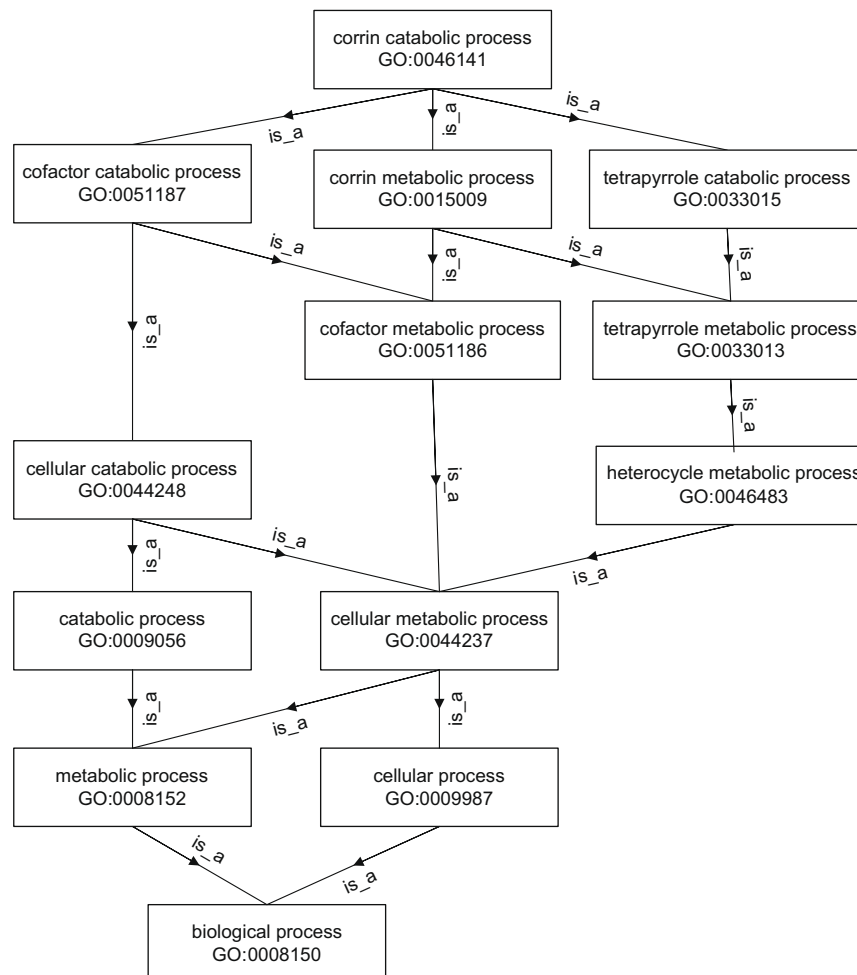 corrin catabolic process
GO:0046141
is_a
is_a
is_a
cofactor catabolic process
GO:0051187
corrin metabolic process
GO:0015009
tetrapyrrole catabolic process
GO:0033015
is_a
is_a
is_a
is_a
is_a
cofactor metabolic process
GO:0051186
tetrapyrrole metabolic process
GO:0033013
is_a
is_a
cellular catabolic process
GO:0044248
heterocycle metabolic process
GO:0046483
is_a
is_a
is_a
catabolic process
GO:0009056
cellular metabolic process
GO:0044237
is_a
is_a
is_a
metabolic process
GO:0008152
cellular process
GO:0009987
is_a
is_a
biological process
GO:0008150